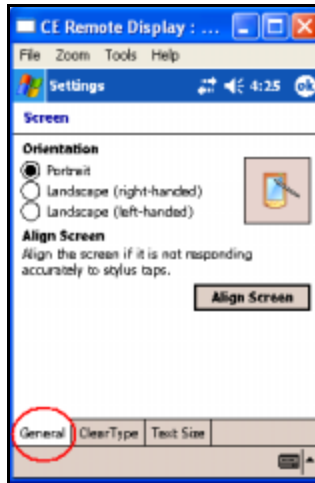 CE Remote Display : ...
File Zoom Tools Help
Settings 4:25 ok
Screen
Orientation
Portrait
Landscape (right-handed)
Landscape (left-handed)
Align Screen
Align the screen if it is not responding
accurately to stylus taps.
Align Screen
General ClearType Text Size